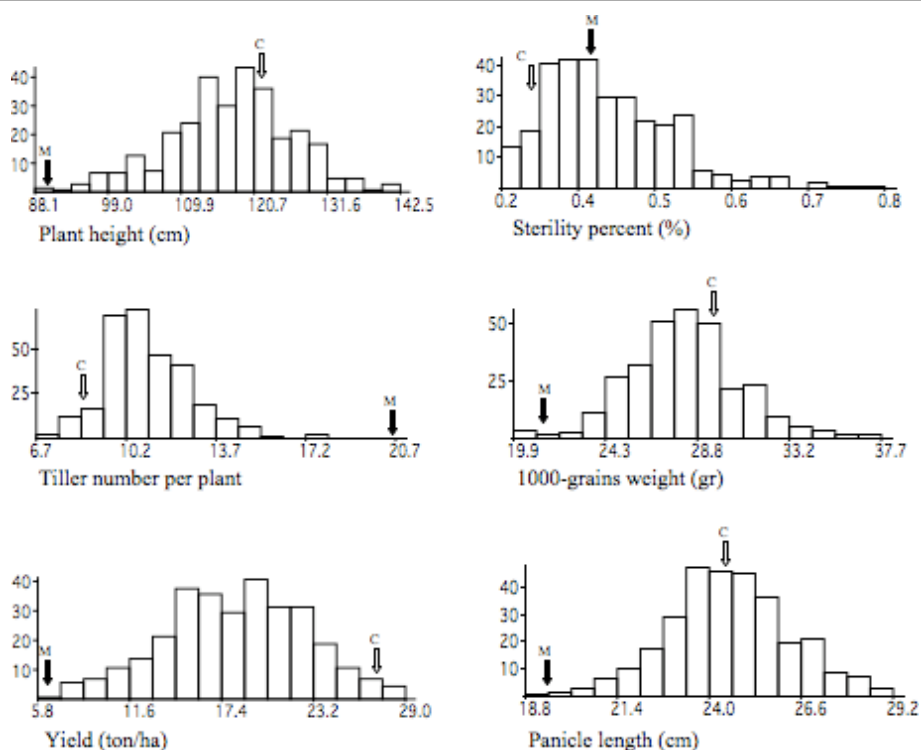 C
40
30
20
10
M
88.1 99.0 109.9 120.7 131.6 142.5
Plant height (cm)
M
C
40
30
20
10
0.2 0.4 0.5 0.6 0.7 0.8
Sterility percent (%)
50
25
C
M
6.7 10.2 13.7 17.2 20.7
Tiller number per plant
C
50
25
M
19.9 24.3 28.8 33.2 37.7
1000-grains weight (gr)
40
30
20
10
M
C
5.8 11.6 17.4 23.2 29.0
Yield (ton/ha)
C
40
30
20
10
M
18.8 21.4 24.0 26.6 29.2
Panicle length (cm)